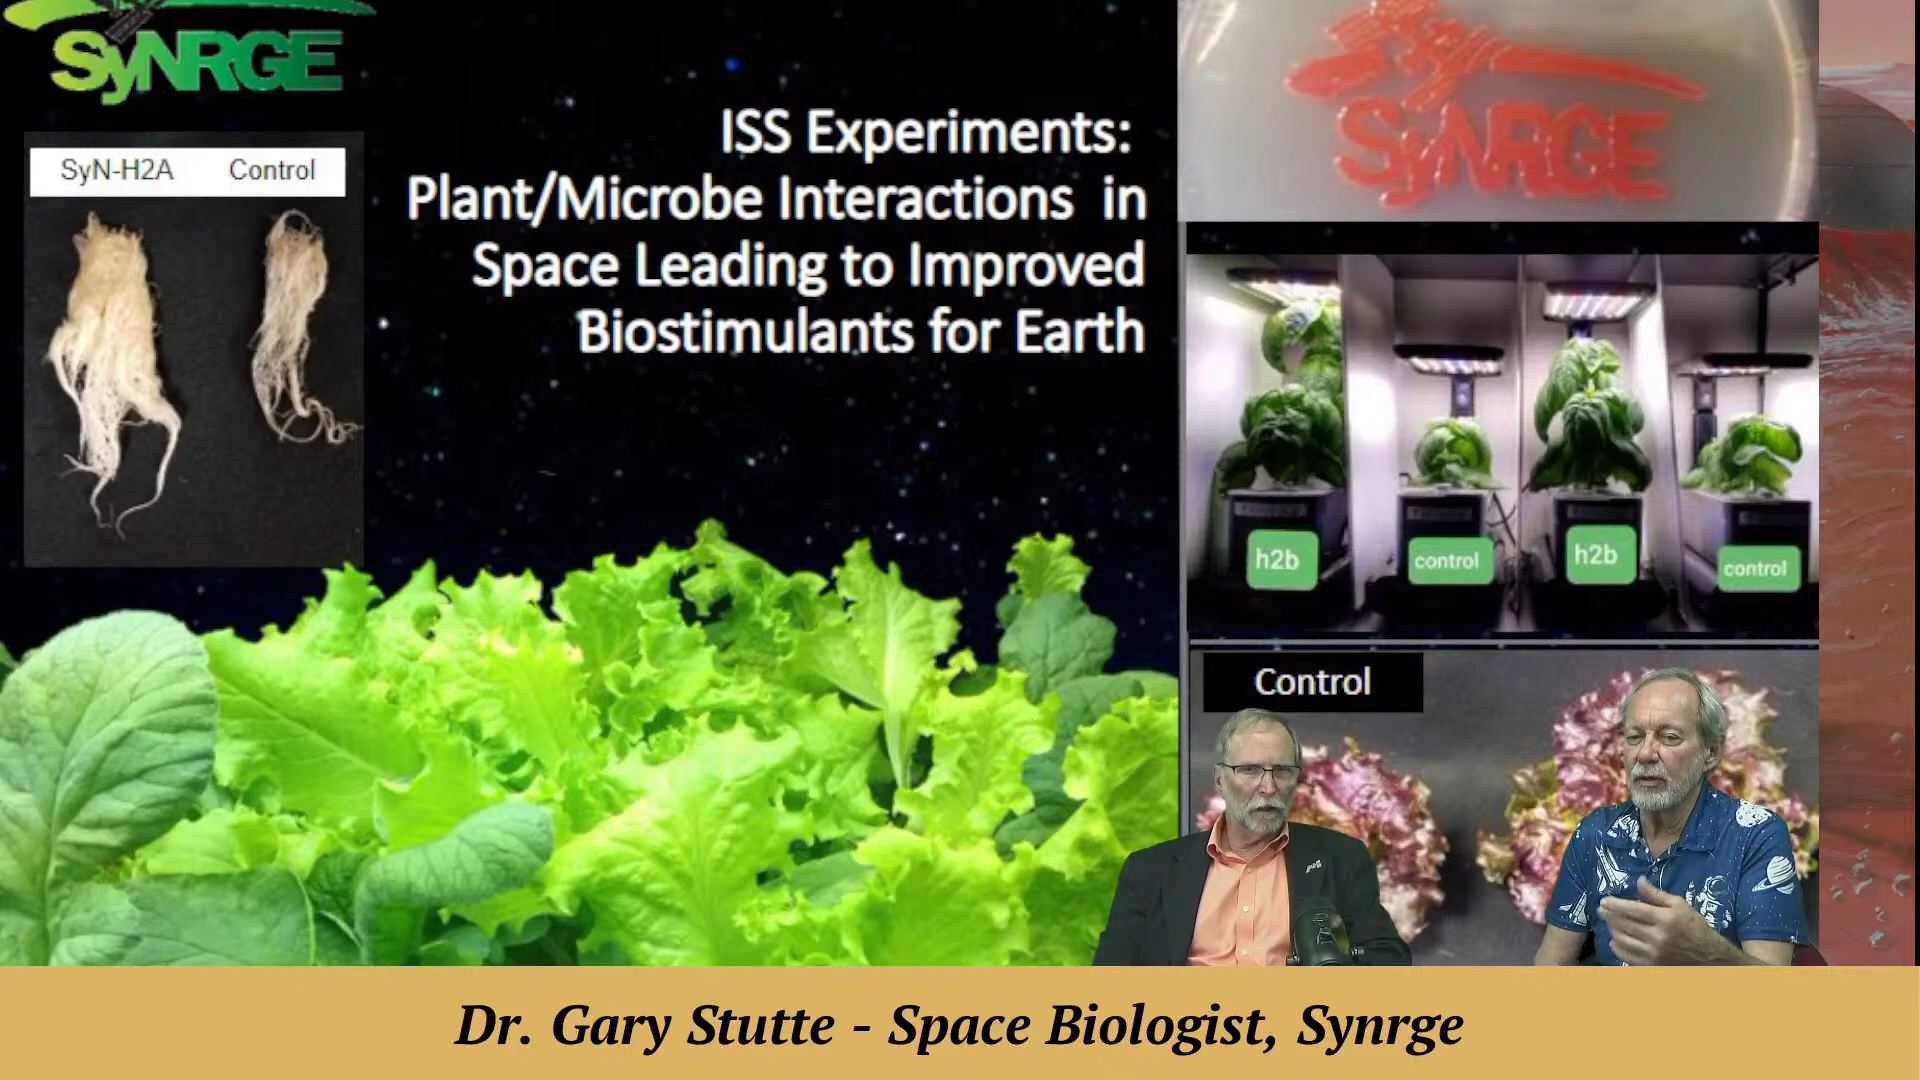 SyNRGE
SyN-H2A Control
ISS Experiments:
Plant/Microbe Interactions in
Space Leading to Improved
Biostimulants for Earth
SyNRGE
h2b
control
h2b
control
Control
Dr. Gary Stutte - Space Biologist, Synrge